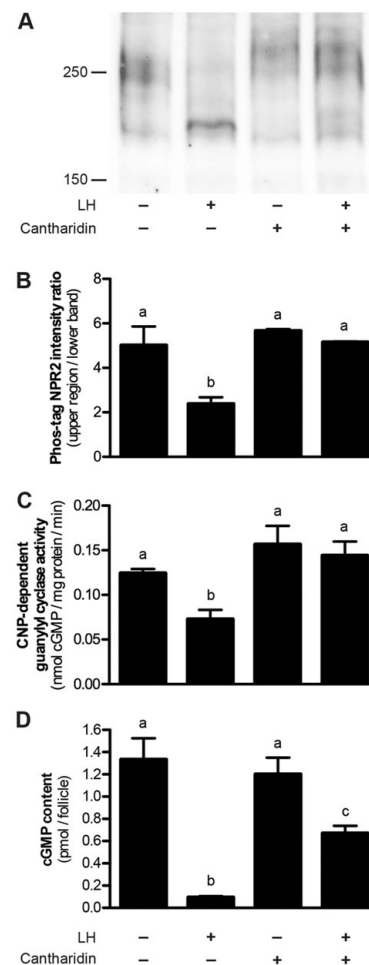 A
250
150
LH – + – +
Cantharidin – – + +
B
Phos-tag NPR2 intensity ratio
(upper region / lower band)
8
6
4
2
0
a
b
a
a
C
CNP-dependent
guanylyl cyclase activity
(nmol cGMP / mg protein / min)
0.20
0.15
0.10
0.05
0.00
a
b
a
a
D
cGMP content
(pmol / follicle)
1.6
1.4
1.2
1.0
0.8
0.6
0.4
0.2
0.0
a
b
a
c
LH – + – +
Cantharidin – – + +